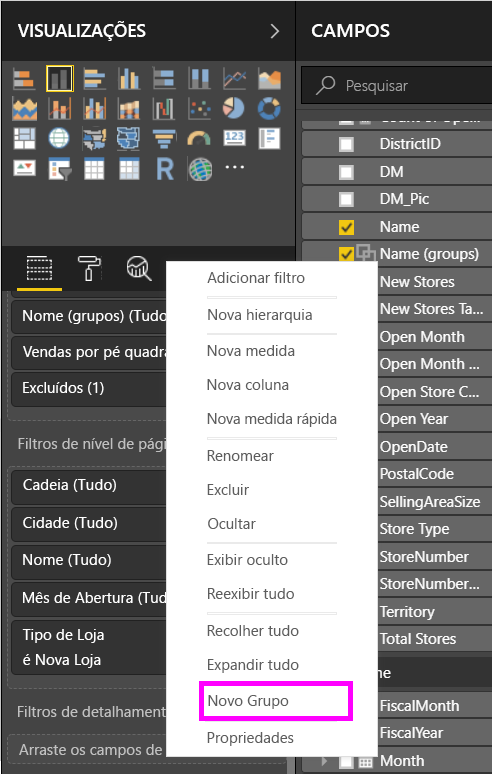 VISUALIZAÇÕES
123
R
Nome (grupos) (Tudo
Vendas por pé quadra
Excluídos (1)
Filtros de nível de pág
Cadeia (Tudo)
Cidade (Tudo)
Nome (Tudo)
Mês de Abertura (Tud
Tipo de Loja
é Nova Loja
Filtros de detalhament
Arraste os campos de
Adicionar filtro
Nova hierarquia
Nova medida
Nova coluna
Nova medida rápida
Renomear
Excluir
Ocultar
Exibir oculto
Reexibir tudo
Recolher tudo
Expandir tudo
Novo Grupo
Propriedades
CAMPOS
Pesquisar
DistrictID
DM
DM_Pic
Name
Name (groups)
New Stores
New Stores Ta...
Open Month
Open Month ...
Open Store C...
Open Year
OpenDate
PostalCode
SellingAreaSize
Store Type
StoreNumber
StoreNumber...
Territory
Total Stores
me
FiscalMonth
FiscalYear
Month